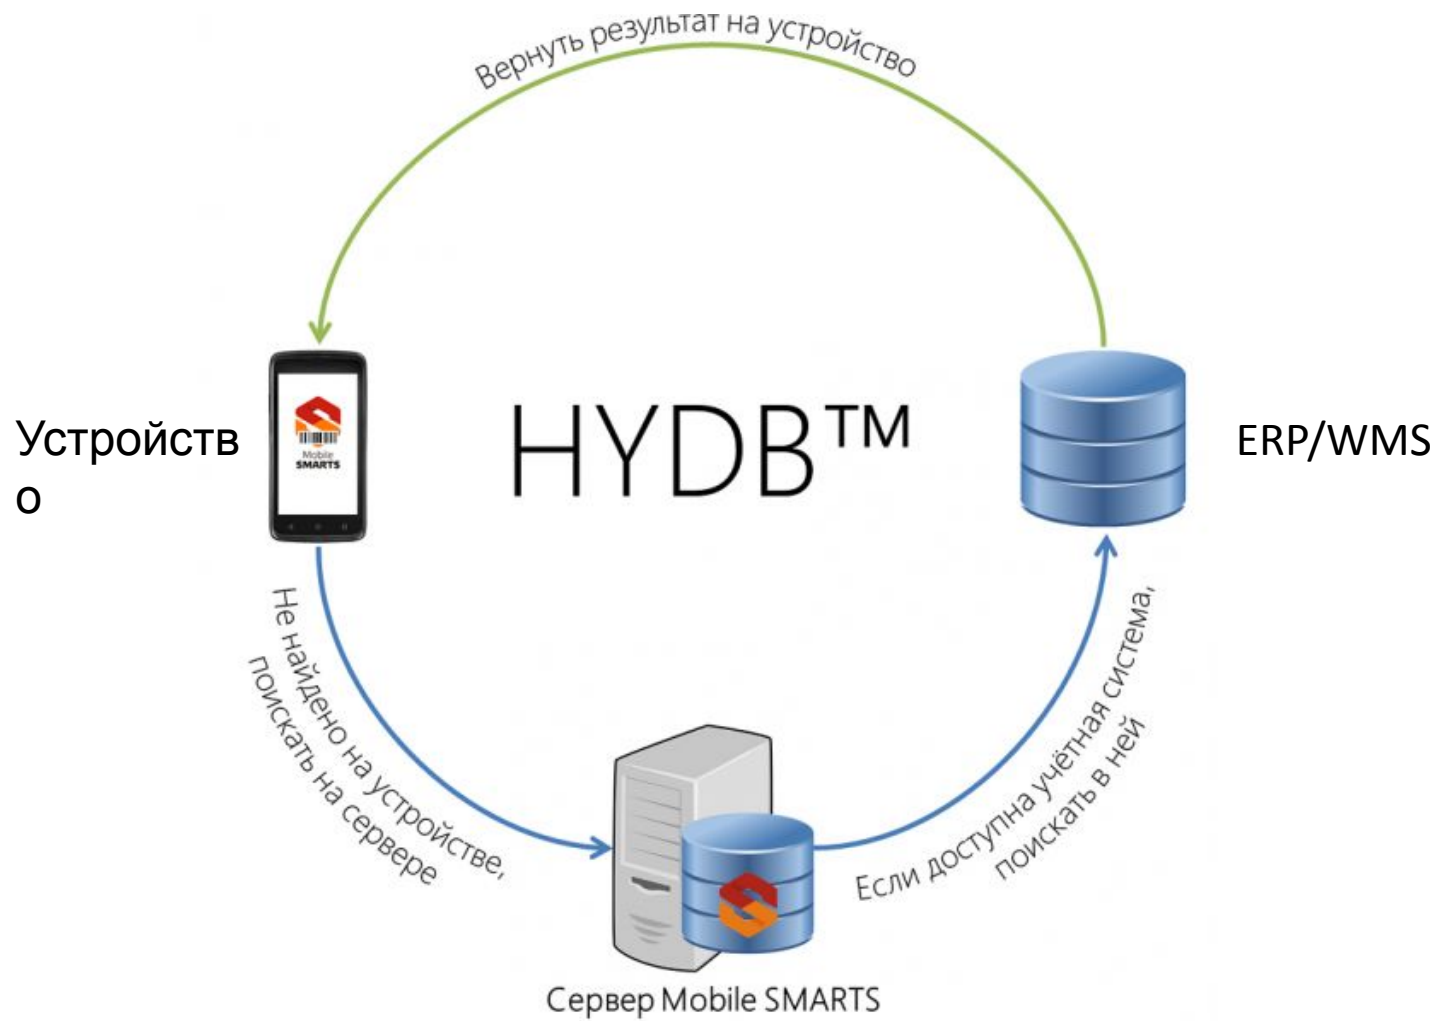 Вернуть результат на устройство
Устройств
о
Mobile
SMARTS
HYDB™
ERP/WMS
Не найдено на устройстве,
поискать на сервере
Если доступна учётная система,
поискать в ней
Сервер Mobile SMARTS